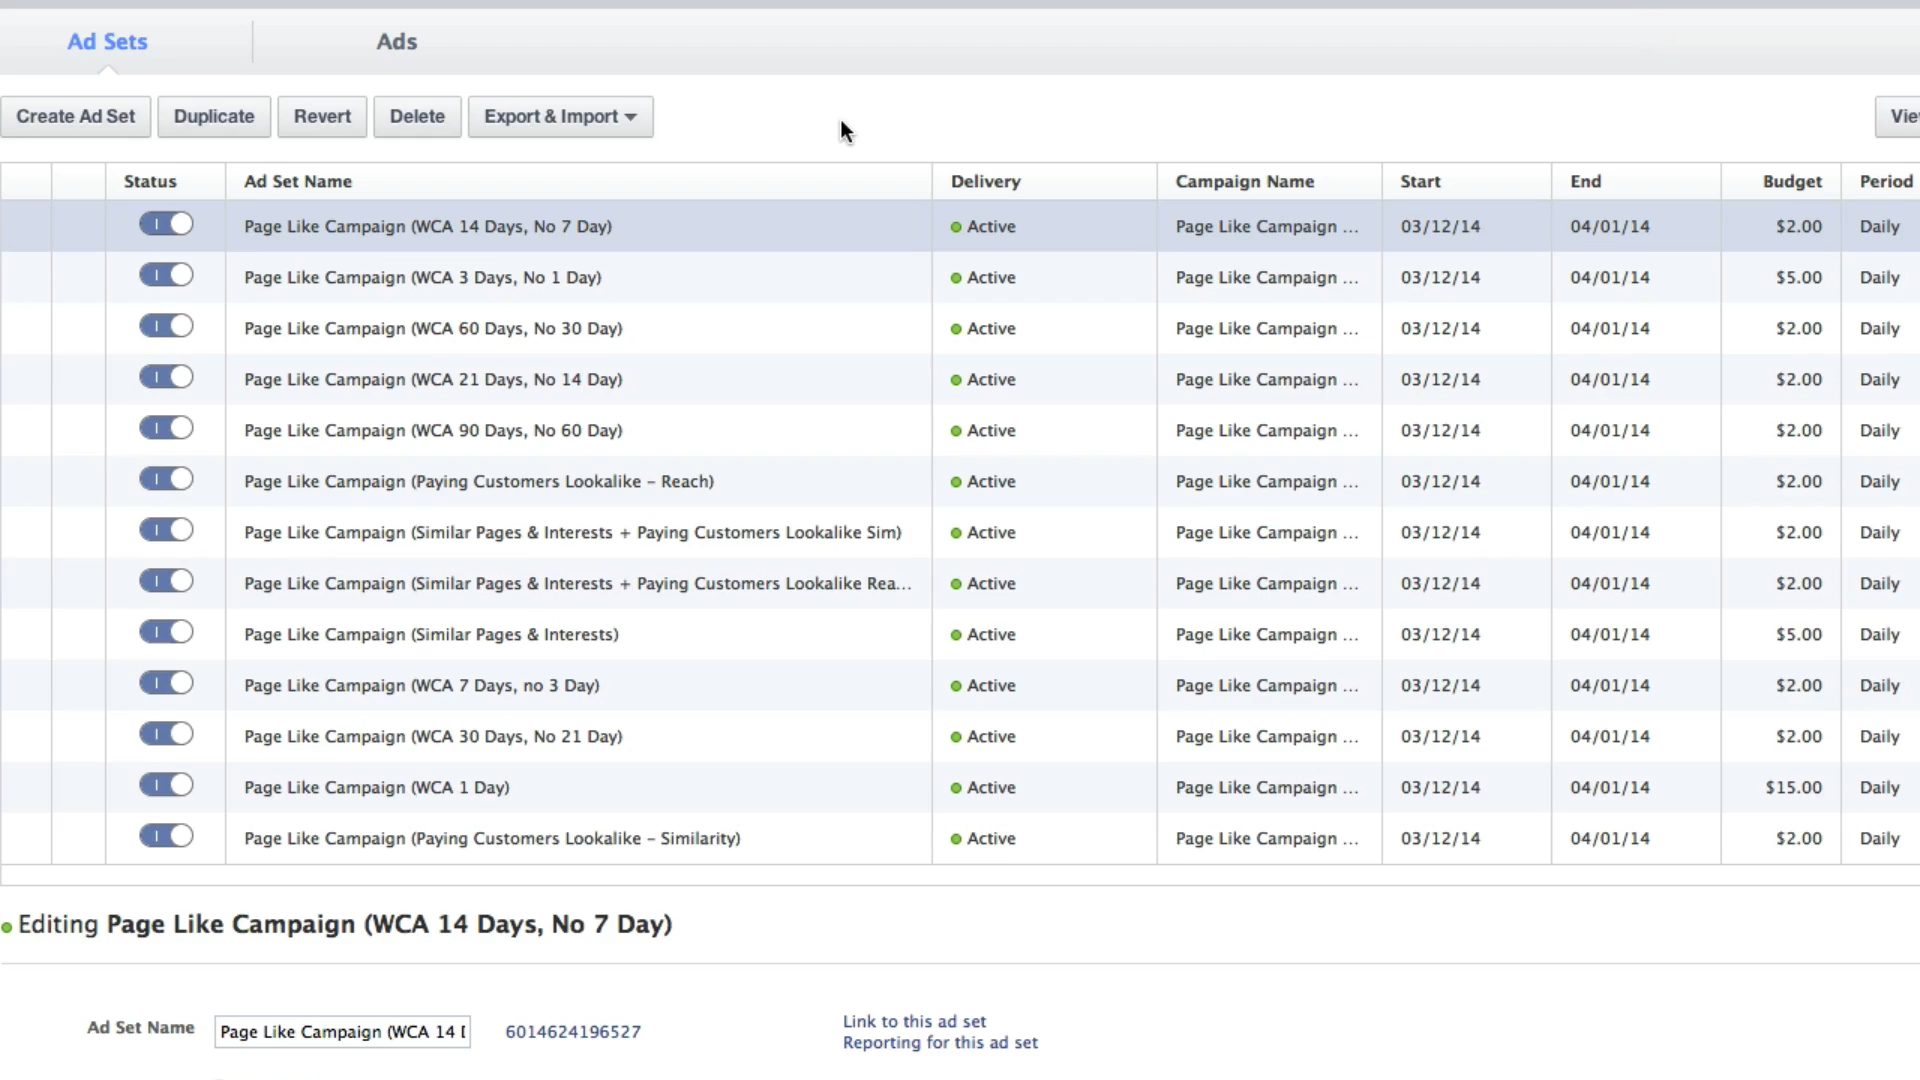 Ad Sets Ads
Create Ad Set Duplicate Revert Delete Export & Import Vie
Status Ad Set Name Delivery Campaign Name Start End Budget Period
Page Like Campaign (WCA 14 Days, No 7 Day) Active Page Like Campaign ... 03/12/14 04/01/14 $2.00 Daily
Page Like Campaign (WCA 3 Days, No 1 Day) Active Page Like Campaign ... 03/12/14 04/01/14 $5.00 Daily
Page Like Campaign (WCA 60 Days, No 30 Day) Active Page Like Campaign ... 03/12/14 04/01/14 $2.00 Daily
Page Like Campaign (WCA 21 Days, No 14 Day) Active Page Like Campaign ... 03/12/14 04/01/14 $2.00 Daily
Page Like Campaign (WCA 90 Days, No 60 Day) Active Page Like Campaign ... 03/12/14 04/01/14 $2.00 Daily
Page Like Campaign (Paying Customers Lookalike – Reach) Active Page Like Campaign ... 03/12/14 04/01/14 $2.00 Daily
Page Like Campaign (Similar Pages & Interests + Paying Customers Lookalike Sim) Active Page Like Campaign ... 03/12/14 04/01/14 $2.00 Daily
Page Like Campaign (Similar Pages & Interests + Paying Customers Lookalike Rea... Active Page Like Campaign ... 03/12/14 04/01/14 $2.00 Daily
Page Like Campaign (Similar Pages & Interests) Active Page Like Campaign ... 03/12/14 04/01/14 $5.00 Daily
Page Like Campaign (WCA 7 Days, no 3 Day) Active Page Like Campaign ... 03/12/14 04/01/14 $2.00 Daily
Page Like Campaign (WCA 30 Days, No 21 Day) Active Page Like Campaign ... 03/12/14 04/01/14 $2.00 Daily
Page Like Campaign (WCA 1 Day) Active Page Like Campaign ... 03/12/14 04/01/14 $15.00 Daily
Page Like Campaign (Paying Customers Lookalike – Similarity) Active Page Like Campaign ... 03/12/14 04/01/14 $2.00 Daily
Editing Page Like Campaign (WCA 14 Days, No 7 Day)
Ad Set Name Page Like Campaign (WCA 14 D 6014624196527 Link to this ad set
Reporting for this ad set